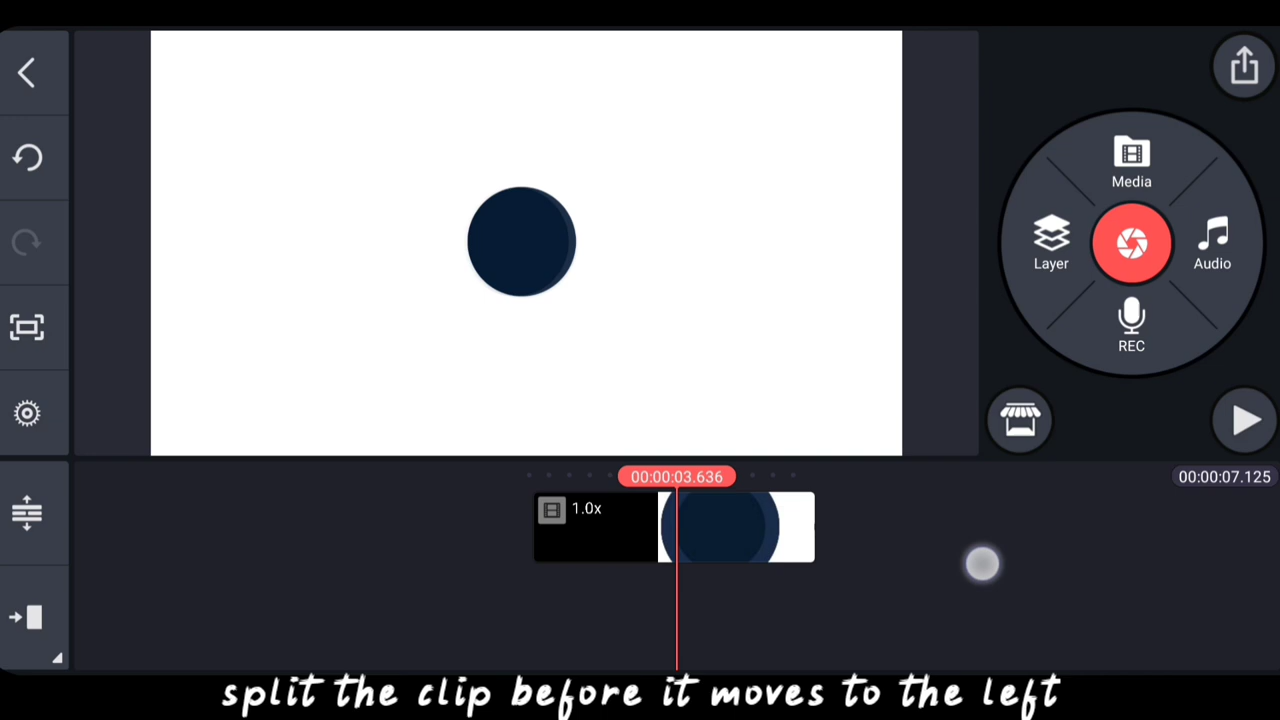 Media
Layer
Audio
REC
00:00:03.636
00:00:07.125
1.0x
split the clip before it moves to the left